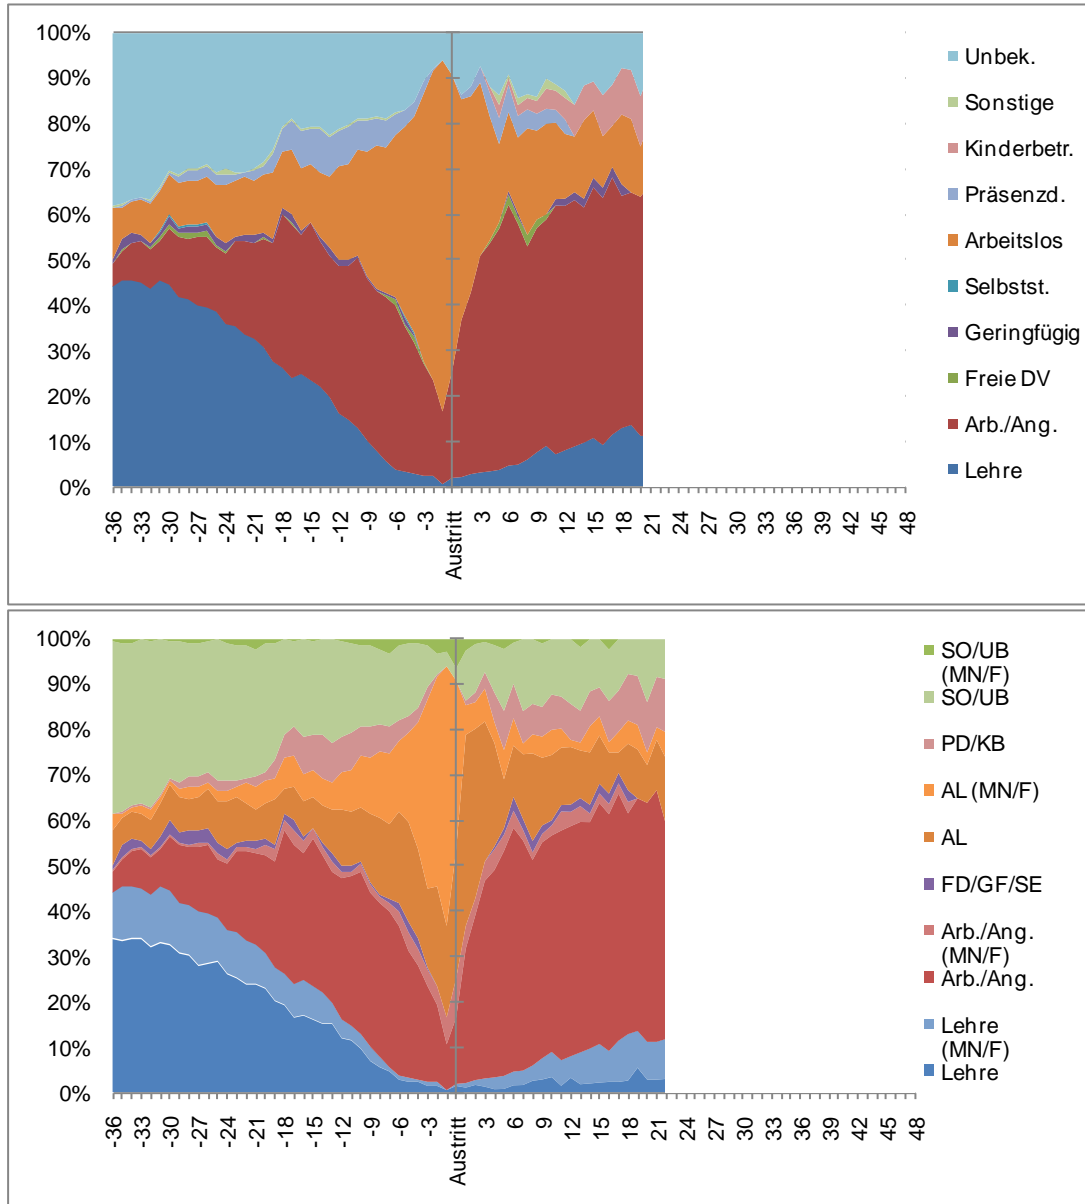 100%
90%
80%
70%
60%
50%
40%
30%
20%
10%
0%
-36 -33 -30 -27 -24 -21 -18 -15 -12 -9 -6 -3 Austritt 3 6 9 12 15 18 21 24 27 30 33 36 39 42 45 48
Unbek.
Sonstige
Kinderbetr.
Präsenzd.
Arbeitslos
Selbstst.
Geringfügig
Freie DV
Arb./Ang.
Lehre
100%
90%
80%
70%
60%
50%
40%
30%
20%
10%
0%
-36 -33 -30 -27 -24 -21 -18 -15 -12 -9 -6 -3 Austritt 3 6 9 12 15 18 21 24 27 30 33 36 39 42 45 48
SO/UB
(MN/F)
SO/UB
PD/KB
AL (MN/F)
AL
FD/GF/SE
Arb./Ang.
(MN/F)
Arb./Ang.
Lehre
(MN/F)
Lehre